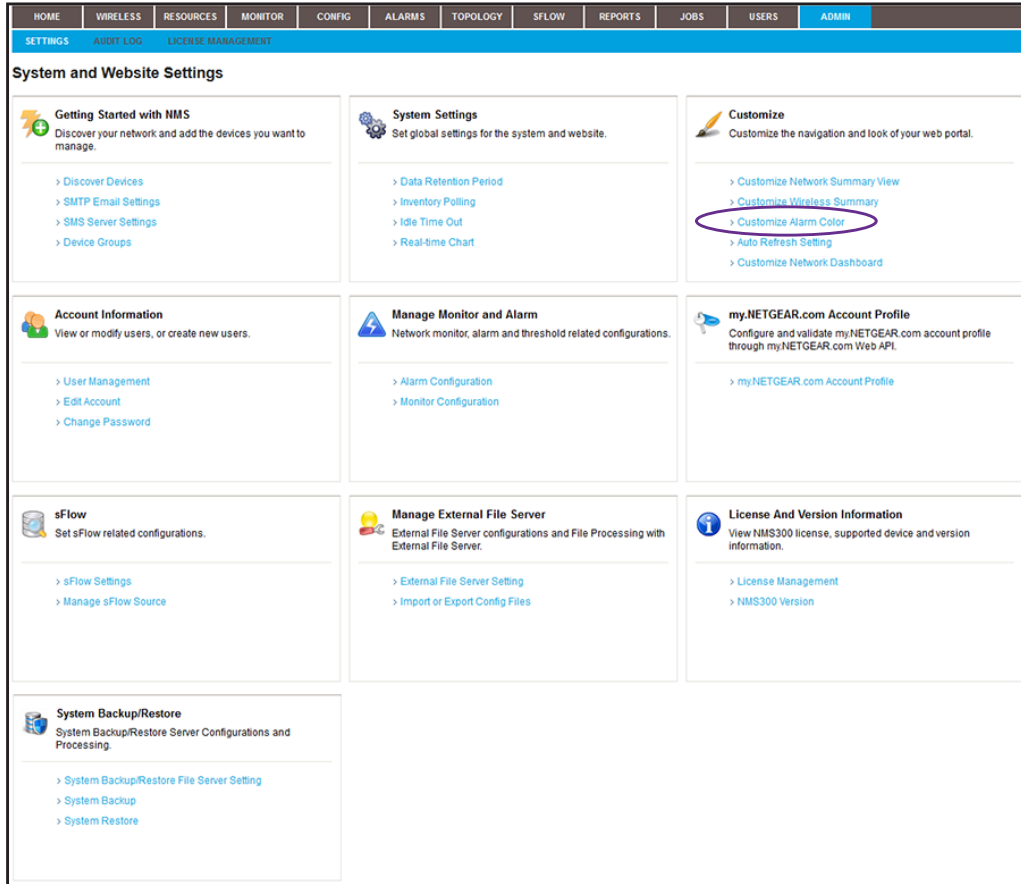 HOME WIRELESS RESOURCES MONITOR CONFIG ALARMS TOPOLOGY SFLOW REPORTS JOBS USERS ADMIN
SETTINGS AUDIT LOG LICENSE MANAGEMENT
System and Website Settings
Getting Started with NMS
Discover your network and add the devices you want to
manage.
> Discover Devices
> SMTP Email Settings
> SMS Server Settings
> Device Groups
System Settings
Set global settings for the system and website.
> Data Retention Period
> Inventory Polling
> Idle Time Out
> Real-time Chart
Customize
Customize the navigation and look of your web portal.
> Customize Network Summary View
> Customize Wireless Summary
> Customize Alarm Color
> Auto Refresh Setting
> Customize Network Dashboard
Account Information
View or modify users, or create new users.
> User Management
> Edit Account
> Change Password
Manage Monitor and Alarm
Network monitor, alarm and threshold related configurations.
> Alarm Configuration
> Monitor Configuration
my.NETGEAR.com Account Profile
Configure and validate my.NETGEAR.com account profile
through my.NETGEAR.com Web API.
> my.NETGEAR.com Account Profile
sFlow
Set sFlow related configurations.
> sFlow Settings
> Manage sFlow Source
Manage External File Server
External File Server configurations and File Processing with
External File Server.
> External File Server Setting
> Import or Export Config Files
License And Version Information
View NMS300 license, supported device and version
information.
> License Management
> NMS300 Version
System Backup/Restore
System Backup/Restore Server Configurations and
Processing.
> System Backup/Restore File Server Setting
> System Backup
> System Restore